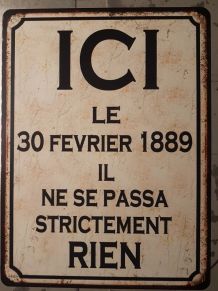 ICI
LE
30 FEVRIER 1889
IL
NE SE PASSA
STRICTEMENT
RIEN